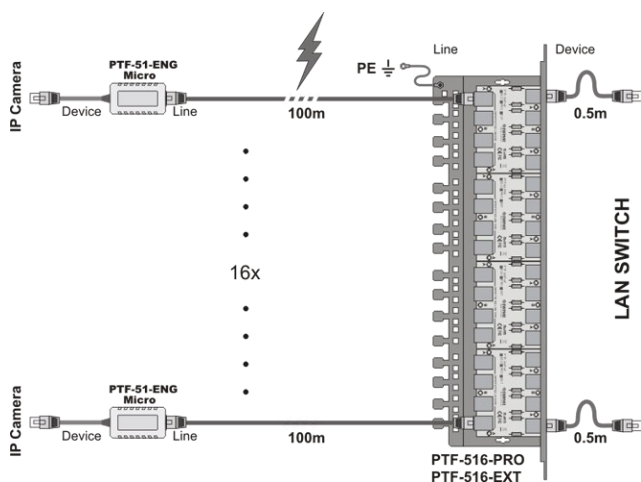 Line
Device
PTF-51-ENG
Micro
PE
IP Camera
Device
Line
100m
0.5m
16x
LAN SWITCH
PTF-51-ENG
Micro
IP Camera
Device
Line
100m
0.5m
PTF-516-PRO
PTF-516-EXT